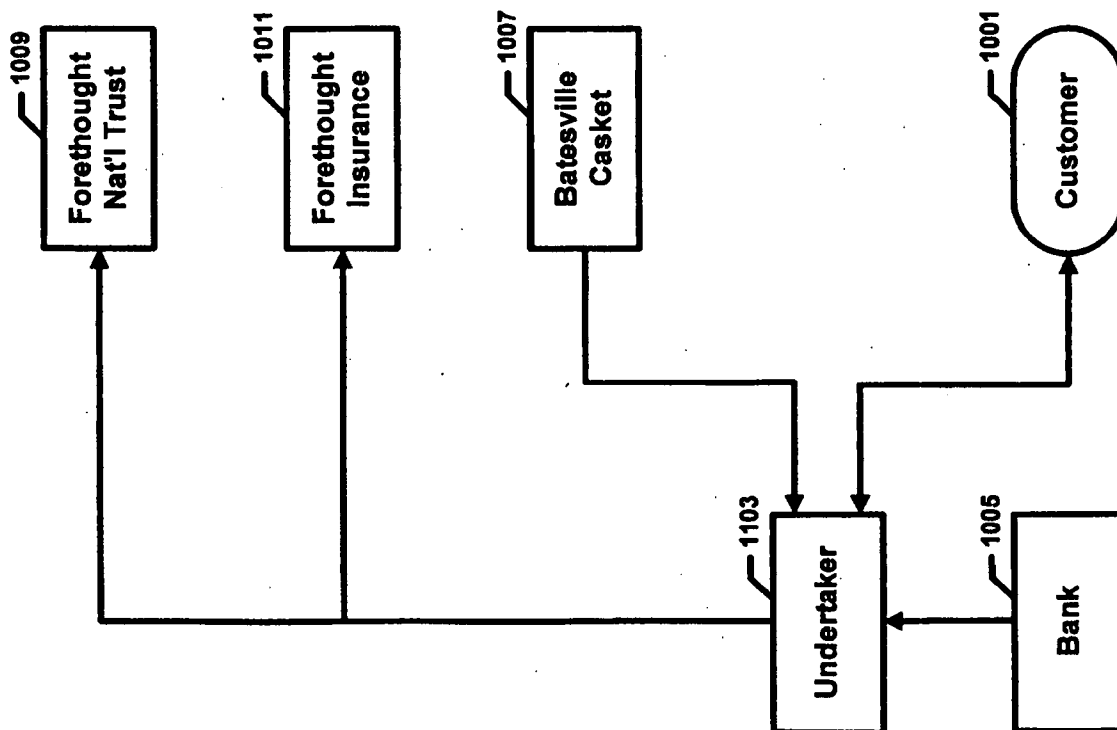 Bank
1005
Undertaker
1103
Customer
1001
Batesville
Casket
1007
Forethought
Insurance
1011
Forethought
Nat'l Trust
1009